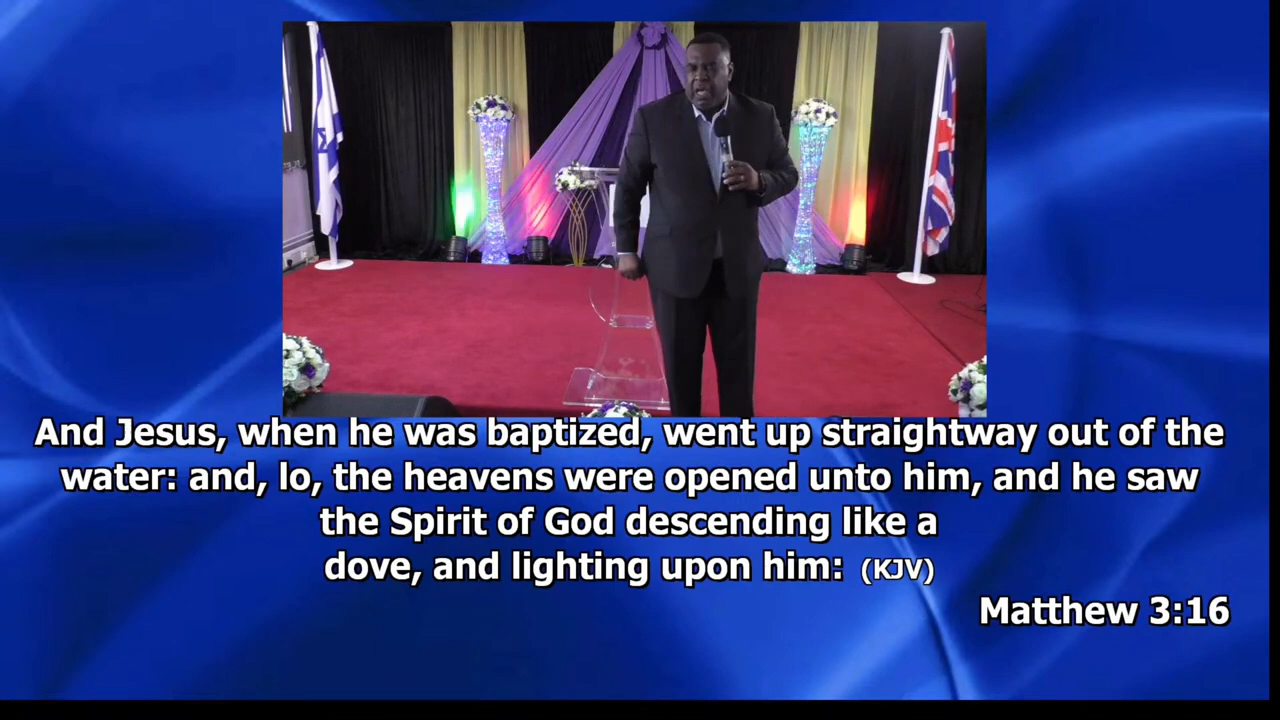 And Jesus, when he was baptized, went up straightway out of the
water: and, lo, the heavens were opened unto him, and he saw
the Spirit of God descending like a
dove, and lighting upon him: (KJV)
Matthew 3:16